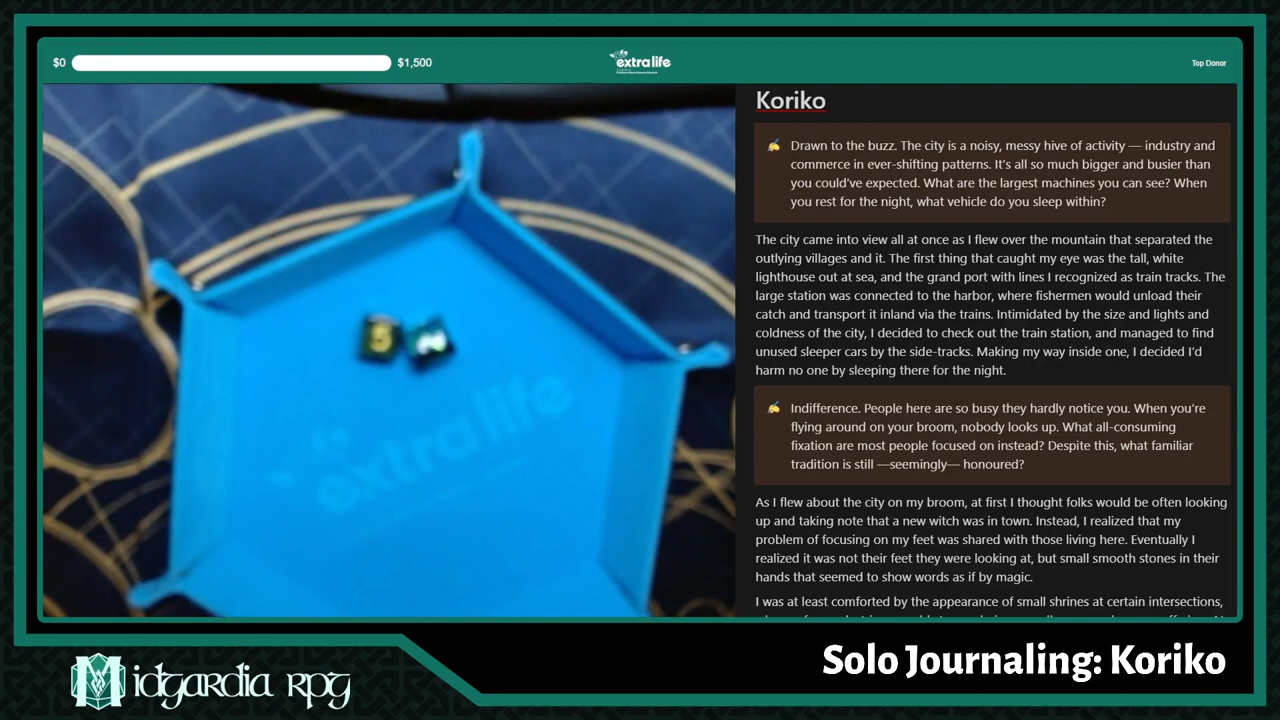 $0
$1,500
extra life
Top Donor
Koriko
Drawn to the buzz. The city is a noisy, messy hive of activity — industry and
commerce in ever-shifting patterns. It's all so much bigger and busier than
you could've expected. What are the largest machines you can see? When
you rest for the night, what vehicle do you sleep within?
The city came into view all at once as I flew over the mountain that separated the
outlying villages and it. The first thing that caught my eye was the tall, white
lighthouse out at sea, and the grand port with lines I recognized as train tracks. The
large station was connected to the harbor, where fishermen would unload their
catch and transport it inland via the trains. Intimidated by the size and lights and
coldness of the city, I decided to check out the train station, and managed to find
unused sleeper cars by the side-tracks. Making my way inside one, I decided I'd
harm no one by sleeping there for the night.
Indifference. People here are so busy they hardly notice you. When you're
flying around on your broom, nobody looks up. What all-consuming
fixation are most people focused on instead? Despite this, what familiar
tradition is still —seemingly— honoured?
As I flew about the city on my broom, at first I thought folks would be often looking
up and taking note that a new witch was in town. Instead, I realized that my
problem of focusing on my feet was shared with those living here. Eventually I
realized it was not their feet they were looking at, but small smooth stones in their
hands that seemed to show words as if by magic.
I was at least comforted by the appearance of small shrines at certain intersections,
5
extra life
Solo Journaling: Koriko
Midgardia RPG